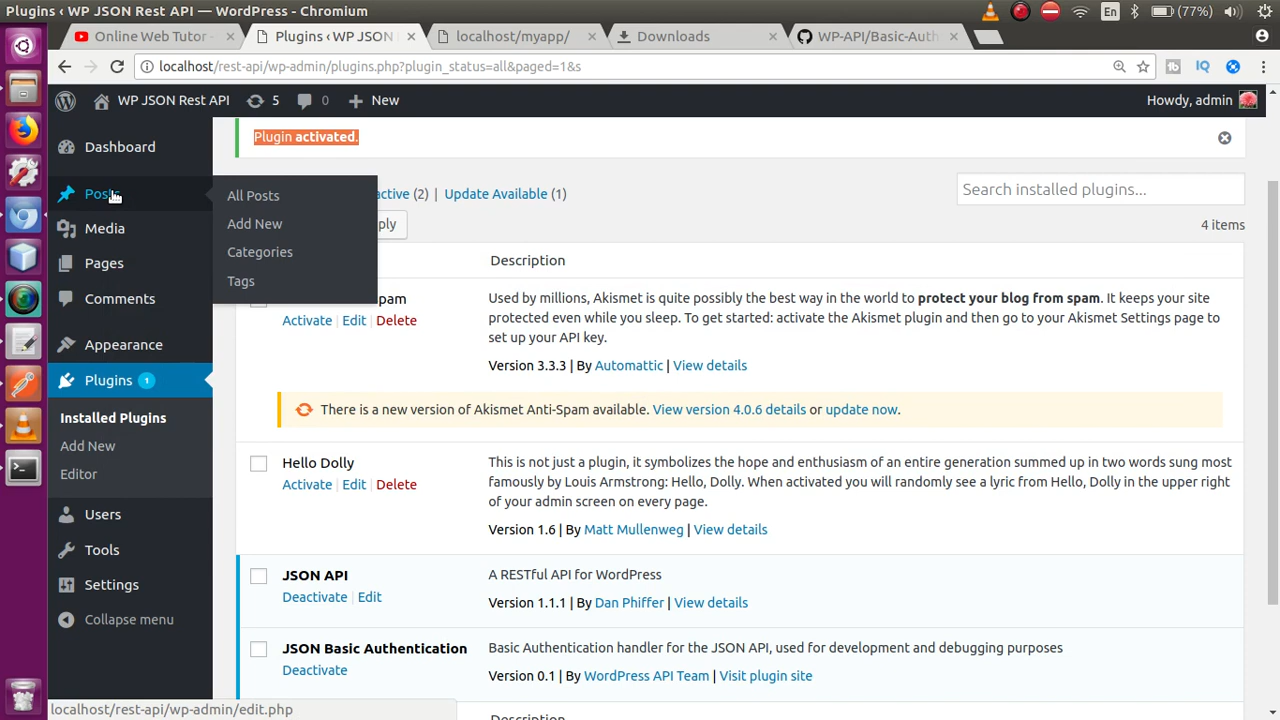 Plugins ‹ WP JSON Rest API — WordPress - Chromium
En (77%)
Online Web Tutor -
Plugins ‹ WP JSON
localhost/myapp/
Downloads
WP-API/Basic-Auth
localhost/rest-api/wp-admin/plugins.php?plugin_status=all&paged=1&s
WP JSON Rest API 5 0 New
Howdy, admin
Dashboard
Posts
Media
Pages
Comments
Appearance
Plugins 1
Installed Plugins
Add New
Editor
Users
Tools
Settings
Collapse menu
All Posts
Add New
Categories
Tags
Plugin activated.
active (2) | Update Available (1)
Search installed plugins...
ply
4 items
Description
pam
Activate | Edit | Delete
Used by millions, Akismet is quite possibly the best way in the world to protect your blog from spam. It keeps your site
protected even while you sleep. To get started: activate the Akismet plugin and then go to your Akismet Settings page to
set up your API key.
Version 3.3.3 | By Automattic | View details
There is a new version of Akismet Anti-Spam available. View version 4.0.6 details or update now.
Hello Dolly
Activate | Edit | Delete
This is not just a plugin, it symbolizes the hope and enthusiasm of an entire generation summed up in two words sung most
famously by Louis Armstrong: Hello, Dolly. When activated you will randomly see a lyric from Hello, Dolly in the upper right
of your admin screen on every page.
Version 1.6 | By Matt Mullenweg | View details
JSON API
Deactivate | Edit
A RESTful API for WordPress
Version 1.1.1 | By Dan Phiffer | View details
JSON Basic Authentication
Deactivate
Basic Authentication handler for the JSON API, used for development and debugging purposes
Version 0.1 | By WordPress API Team | Visit plugin site
Description
localhost/rest-api/wp-admin/edit.php